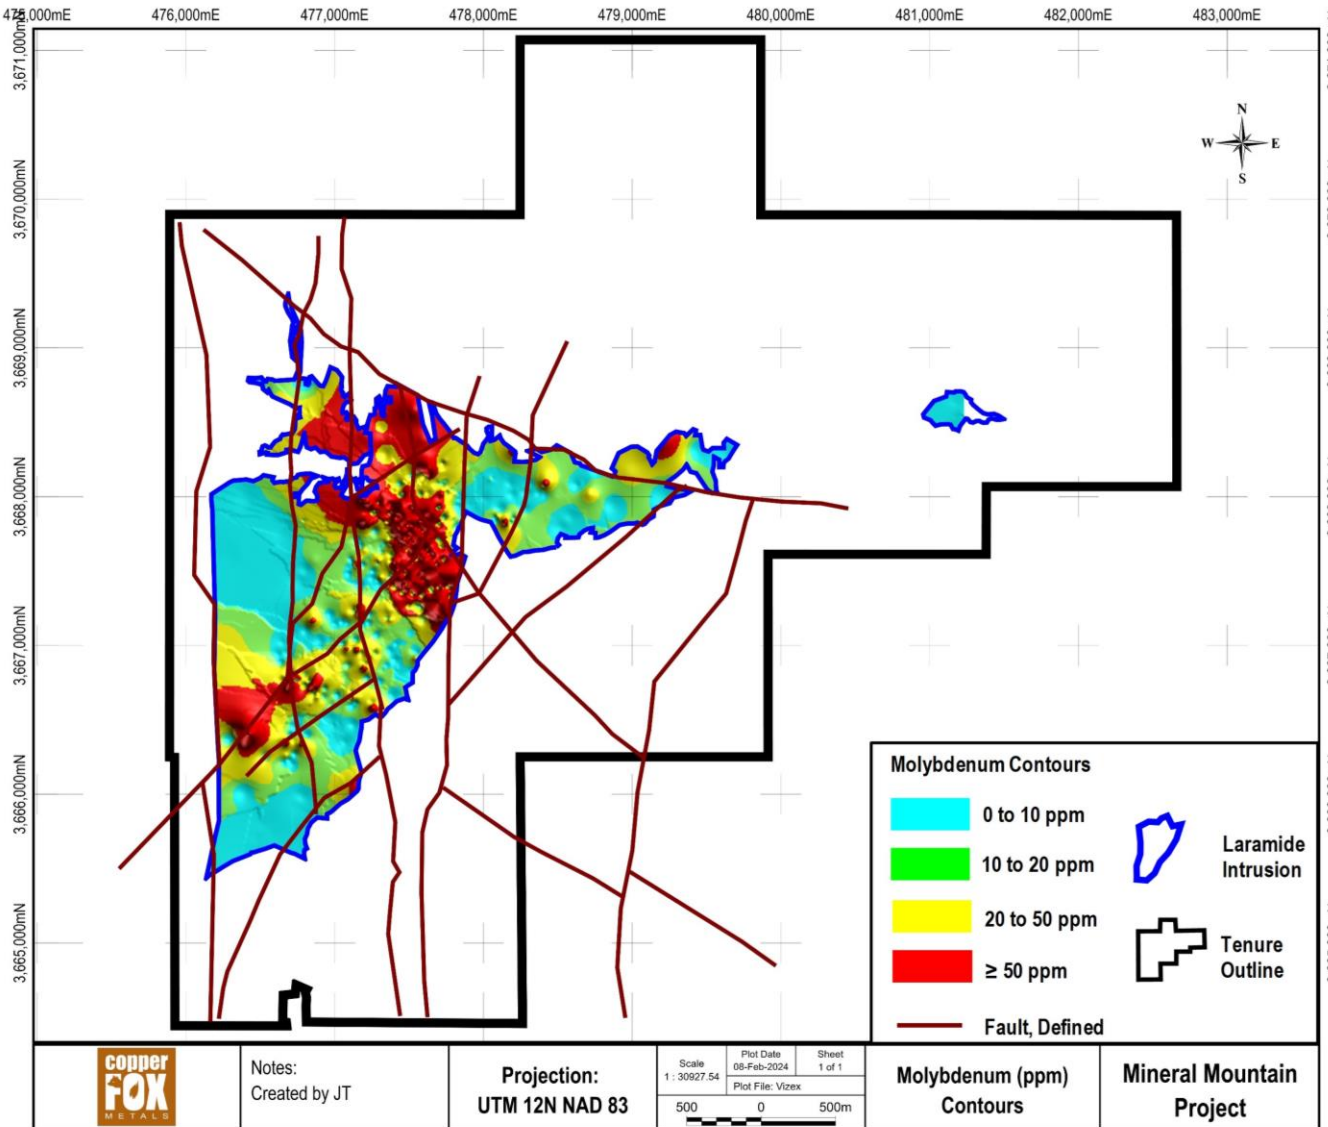 475,000mE 476,000mE 477,000mE 478,000mE 479,000mE 480,000mE 481,000mE 482,000mE 483,000mE
3,671,000mN
3,670,000mN
3,669,000mN
3,668,000mN
3,667,000mN
3,666,000mN
3,665,000mN
N
W E
S
Molybdenum Contours
0 to 10 ppm
10 to 20 ppm
20 to 50 ppm
≥ 50 ppm
Fault, Defined
Laramide
Intrusion
Tenure
Outline
copper
FOX
METALS
Notes:
Created by JT
Projection:
UTM 12N NAD 83
Scale
1 : 30927.54
Plot Date
08-Feb-2024
Sheet
1 of 1
Plot File: Vizex
500 0 500m
Molybdenum (ppm)
Contours
Mineral Mountain
Project